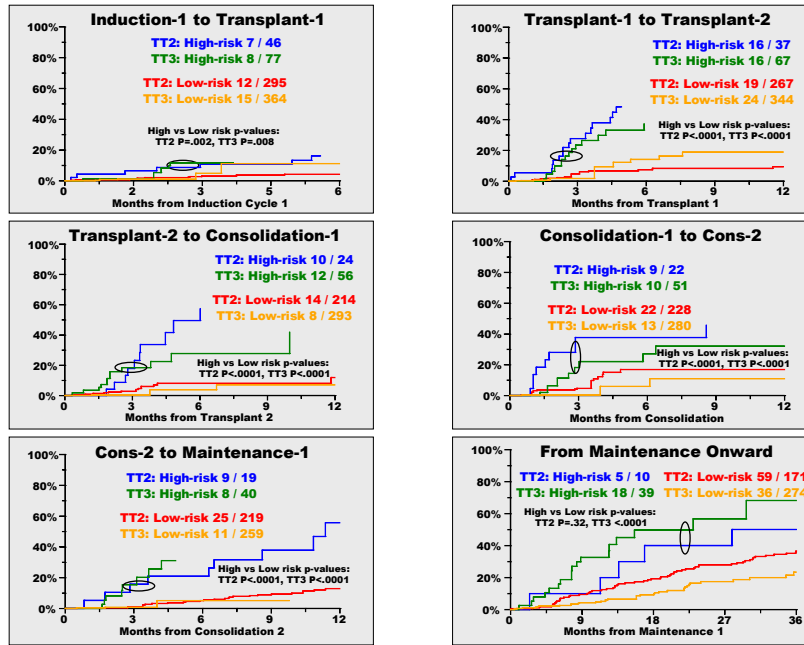 Induction-1 to Transplant-1
100%
80%
60%
40%
20%
0%
TT2: High-risk 7 / 46
TT3: High-risk 8 / 77
TT2: Low-risk 12 / 295
TT3: Low-risk 15 / 364
High vs Low risk p-values:
TT2 P=.002, TT3 P=.008
0 2 3 5 6
Months from Induction Cycle 1
Transplant-1 to Transplant-2
100%
80%
60%
40%
20%
0%
TT2: High-risk 16 / 37
TT3: High-risk 16 / 67
TT2: Low-risk 19 / 267
TT3: Low-risk 24 / 344
High vs Low risk p-values:
TT2 P<.0001, TT3 P<.0001
0 3 6 9 12
Months from Transplant 1
Transplant-2 to Consolidation-1
100%
80%
60%
40%
20%
0%
TT2: High-risk 10 / 24
TT3: High-risk 12 / 56
TT2: Low-risk 14 / 214
TT3: Low-risk 8 / 293
High vs Low risk p-values:
TT2 P<.0001, TT3 P<.0001
0 3 6 9 12
Months from Transplant 2
Consolidation-1 to Cons-2
100%
80%
60%
40%
20%
0%
TT2: High-risk 9 / 22
TT3: High-risk 10 / 51
TT2: Low-risk 22 / 228
TT3: Low-risk 13 / 280
High vs Low risk p-values:
TT2 P<.0001, TT3 P<.0001
0 3 6 9 12
Months from Consolidation
Cons-2 to Maintenance-1
100%
80%
60%
40%
20%
0%
TT2: High-risk 9 / 19
TT3: High-risk 8 / 40
TT2: Low-risk 25 / 219
TT3: Low-risk 11 / 259
High vs Low risk p-values:
TT2 P<.0001, TT3 P<.0001
0 3 6 9 12
Months from Consolidation 2
From Maintenance Onward
100%
80%
60%
40%
20%
0%
TT2: High-risk 5 / 10 TT2: Low-risk 59 / 171
TT3: High-risk 18 / 39 TT3: Low-risk 36 / 274
High vs Low risk p-values:
TT2 P=.32, TT3 <.0001
0 9 18 27 36
Months from Maintenance 1